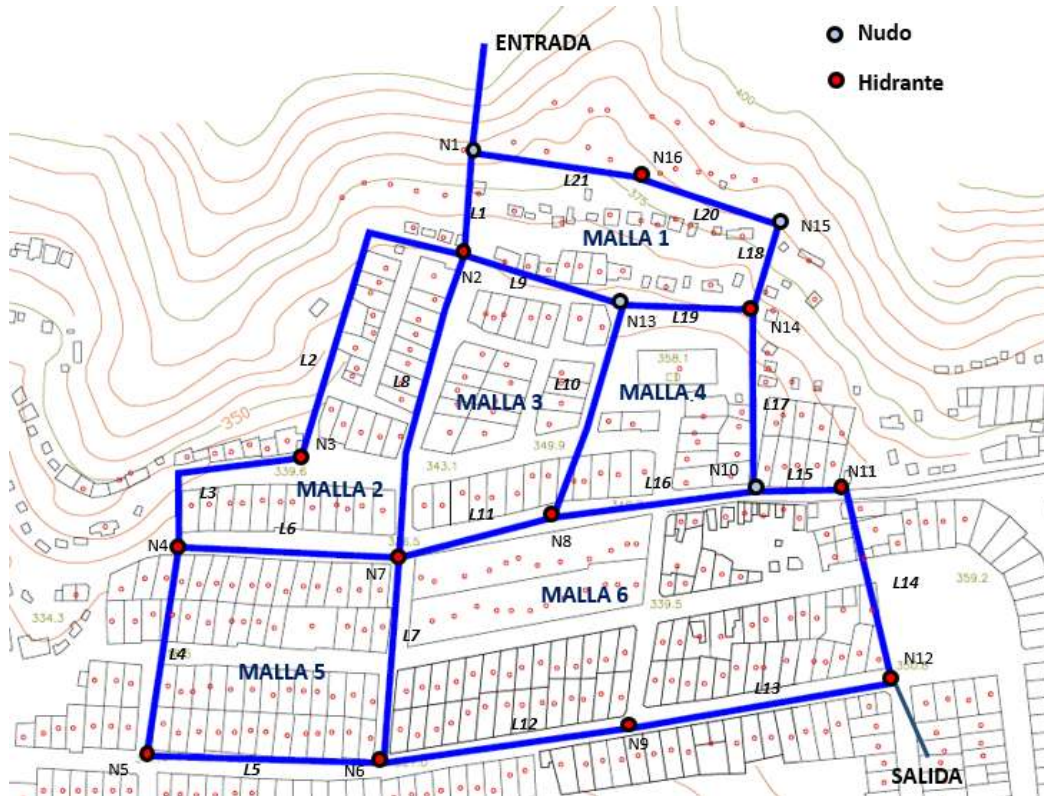 ENTRADA
Nudo
Hidrante
400
N1
N16
L21
375
L20
N15
L1
MALLA 1
L18
N2
L9
N13
L19
N14
L2
358.1
L8
L10
MALLA 3
MALLA 4
L17
350
N3
349.9
339.6
343.1
N10
L15
N11
L3
MALLA 2
L16
L11
L6
N8
N4
N7
L14
359.2
MALLA 6
339.5
334.3
L7
L4
N12
MALLA 5
L13
L12
N9
N5
L5
N6
SALIDA